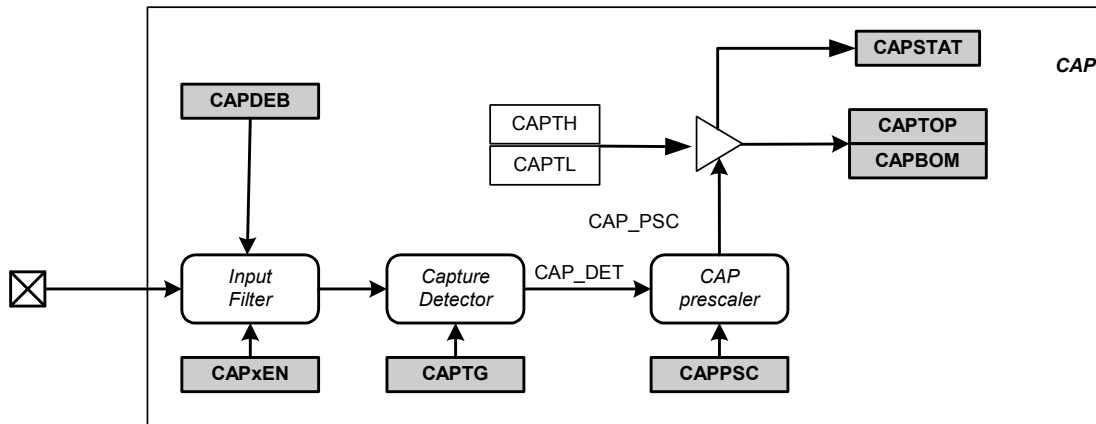 CAPSTAT
CAP
CAPDEB
CAPTH
CAPTL
CAPTOP
CAPBOM
CAP_PSC
Input
Filter
Capture
Detector
CAP_DET
CAP
prescaler
CAPxEN
CAPTG
CAPPSC